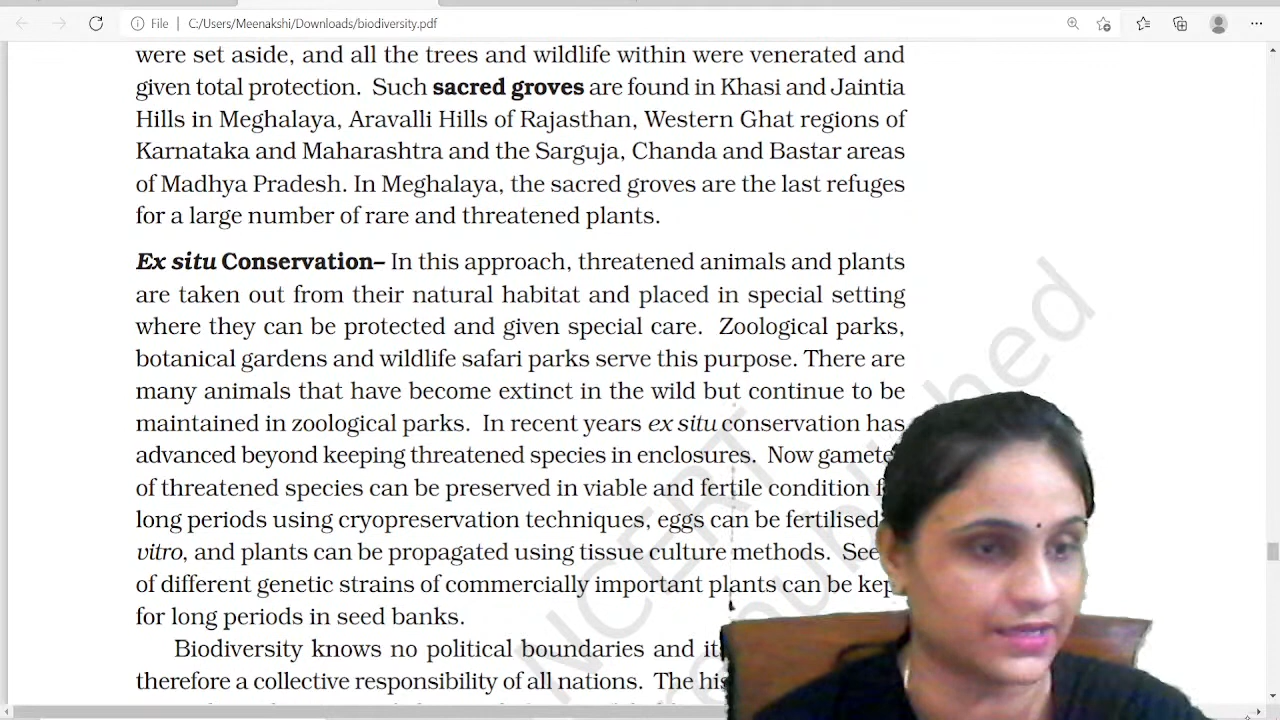 File C:/Users/Meenakshi/Downloads/biodiversity.pdf
were set aside, and all the trees and wildlife within were venerated and
given total protection. Such sacred groves are found in Khasi and Jaintia
Hills in Meghalaya, Aravalli Hills of Rajasthan, Western Ghat regions of
Karnataka and Maharashtra and the Sarguja, Chanda and Bastar areas
of Madhya Pradesh. In Meghalaya, the sacred groves are the last refuges
for a large number of rare and threatened plants.
Ex situ Conservation– In this approach, threatened animals and plants
are taken out from their natural habitat and placed in special setting
where they can be protected and given special care. Zoological parks,
botanical gardens and wildlife safari parks serve this purpose. There are
many animals that have become extinct in the wild but continue to be
maintained in zoological parks. In recent years ex situ conservation has
advanced beyond keeping threatened species in enclosures. Now gamete
of threatened species can be preserved in viable and fertile condition
long periods using cryopreservation techniques, eggs can be fertilised
vitro, and plants can be propagated using tissue culture methods. See
of different genetic strains of commercially important plants can be kep
for long periods in seed banks.
Biodiversity knows no political boundaries and its
therefore a collective responsibility of all nations. The his
NCERT